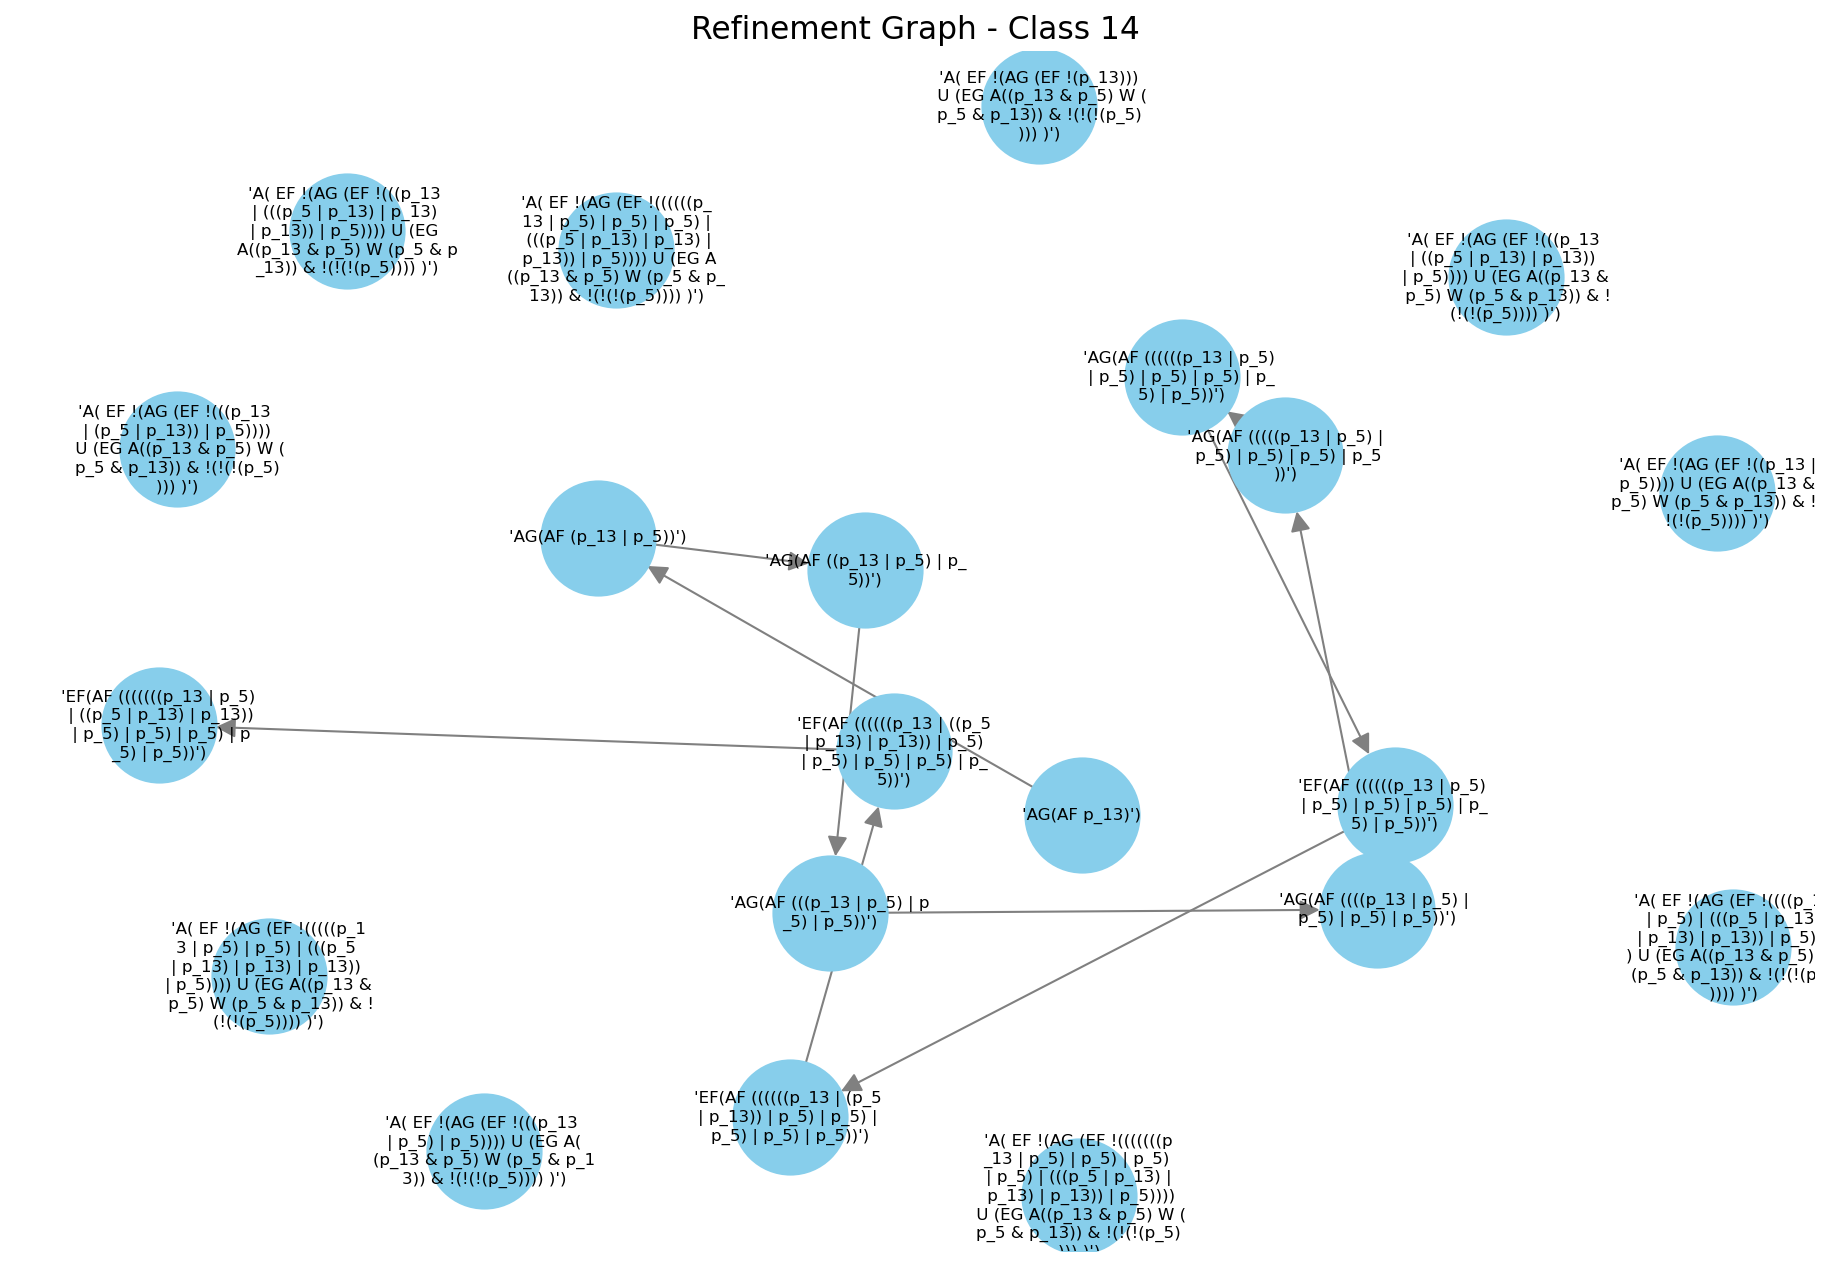 Refinement Graph - Class 14
'A( EF !(AG (EF !(p_13)))
U (EG A((p_13 & p_5) W (
p_5 & p_13)) & !(!(!(p_5)
))) )')
'A( EF !(AG (EF !(((p_13
| (((p_5 | p_13) | p_13)
| p_13)) | p_5)))) U (EG
A((p_13 & p_5) W (p_5 & p
_13)) & !(!(!(p_5)))) )')
'A( EF !(AG (EF !((((((p_
13 | p_5) | p_5) | p_5) |
(((p_5 | p_13) | p_13) |
p_13)) | p_5)))) U (EG A
((p_13 & p_5) W (p_5 & p_
13)) & !(!(!(p_5)))) )')
'A( EF !(AG (EF !(((p_13
| ((p_5 | p_13) | p_13))
| p_5)))) U (EG A((p_13 &
p_5) W (p_5 & p_13)) & !
(!(!(p_5)))) )')
'AG(AF ((((((p_13 | p_5)
| p_5) | p_5) | p_5) | p_
5) | p_5))')
'AG(AF (((((p_13 | p_5) |
p_5) | p_5) | p_5) | p_5
))')
'A( EF !(AG (EF !(((p_13
| (p_5 | p_13)) | p_5))))
U (EG A((p_13 & p_5) W (
p_5 & p_13)) & !(!(!(p_5)
))) )')
'A( EF !(AG (EF !((p_13 |
p_5)))) U (EG A((p_13 &
p_5) W (p_5 & p_13)) & !
!(!(p_5)))) )')
'AG(AF (p_13 | p_5))')
'AG(AF ((p_13 | p_5) | p_
5))')
'EF(AF (((((((p_13 | p_5)
| ((p_5 | p_13) | p_13))
| p_5) | p_5) | p_5) | p
_5) | p_5))')
'EF(AF ((((((p_13 | ((p_5
| p_13) | p_13)) | p_5)
| p_5) | p_5) | p_5) | p_
5))')
'AG(AF p_13)')
'EF(AF ((((((p_13 | p_5)
| p_5) | p_5) | p_5) | p_
5) | p_5))')
'AG(AF (((p_13 | p_5) | p
_5) | p_5))')
'AG(AF ((((p_13 | p_5) |
p_5) | p_5) | p_5))')
'A( EF !(AG (EF !(((((p_1
3 | p_5) | p_5) | (((p_5
| p_13) | p_13) | p_13))
| p_5)))) U (EG A((p_13 &
p_5) W (p_5 & p_13)) & !
(!(!(p_5)))) )')
'A( EF !(AG (EF !((((p_
| p_5) | (((p_5 | p_13
| p_13) | p_13)) | p_5)
) U (EG A((p_13 & p_5)
(p_5 & p_13)) & !(!(!(p
)))) )')
'EF(AF ((((((p_13 | (p_5
| p_13)) | p_5) | p_5) |
p_5) | p_5) | p_5))')
'A( EF !(AG (EF !(((p_13
| p_5) | p_5)))) U (EG A(
(p_13 & p_5) W (p_5 & p_1
3)) & !(!(!(p_5)))) )')
'A( EF !(AG (EF !(((((((p
_13 | p_5) | p_5) | p_5)
| p_5) | (((p_5 | p_13) |
p_13) | p_13)) | p_5))))
U (EG A((p_13 & p_5) W (
p_5 & p_13)) & !(!(!(p_5)
))) )')